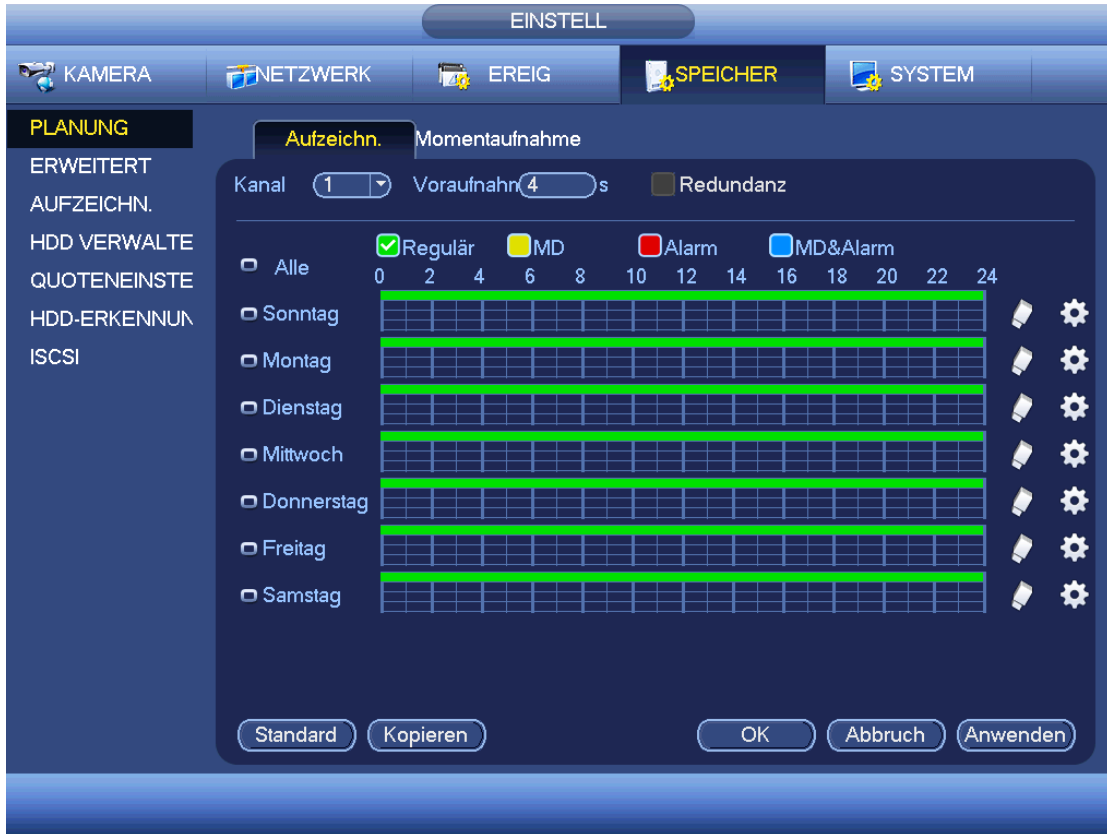 EINSTELL
KAMERA NETZWERK EREIG SPEICHER SYSTEM
PLANUNG
ERWEITERT
AUFZEICHN.
HDD VERWALTE
QUOTENEINSTE
HDD-ERKENNUN
ISCSI
Aufzeichn. Momentaufnahme
Kanal 1 Voraufnahn 4 s Redundanz
Regulär MD Alarm MD&Alarm
Alle
0 2 4 6 8 10 12 14 16 18 20 22 24
Sonntag
Montag
Dienstag
Mittwoch
Donnerstag
Freitag
Samstag
Standard Kopieren OK Abbruch Anwenden